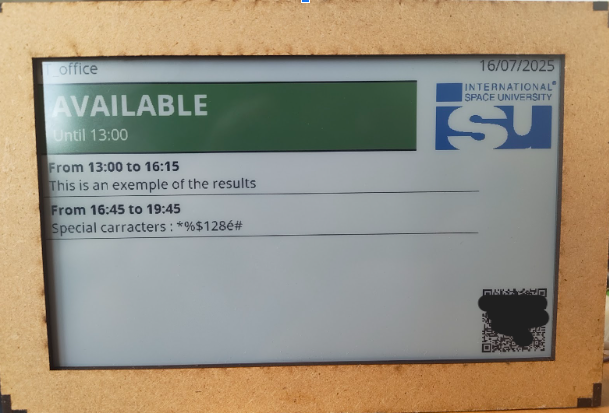 office
16/07/2025
AVAILABLE
Until 13:00
INTERNATIONAL
SPACE UNIVERSITY
isu
From 13:00 to 16:15
This is an exemple of the results
From 16:45 to 19:45
Special carracters : *%$128é#